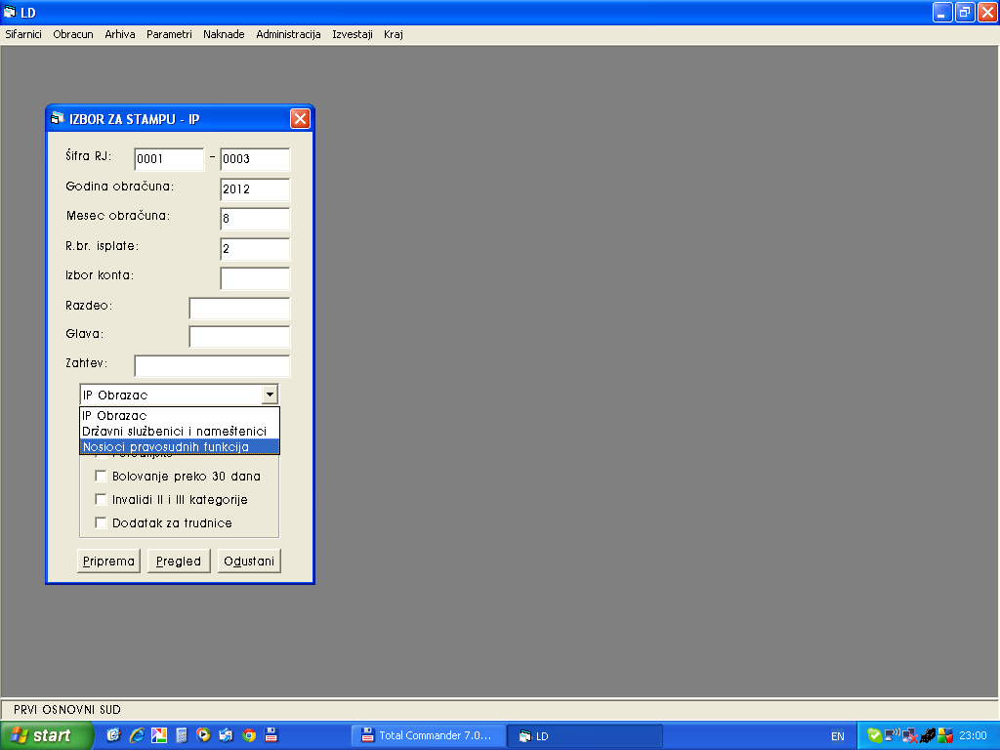 LD
Sifarnici Obracun Arhiva Parametri Naknade Administracija Izvestaji Kraj
IZBOR ZA STAMPU - IP
Šifra RJ: 0001 - 0003
Godina obračuna: 2012
Mesec obračuna: 8
R.br. isplate: 2
Izbor konta:
Razdeo:
Glava:
Zahtev:
IP Obrazac
IP Obrazac
Državni službenici i nameštenici
Nosioci pravosudnih funkcija
Bolovanje preko 30 dana
Invalidi II i III kategorije
Dodatak za trudnice
Priprema Pregled Odustani
PRVI OSNOVNI SUD
start Total Commander 7.0... LD EN 23:00